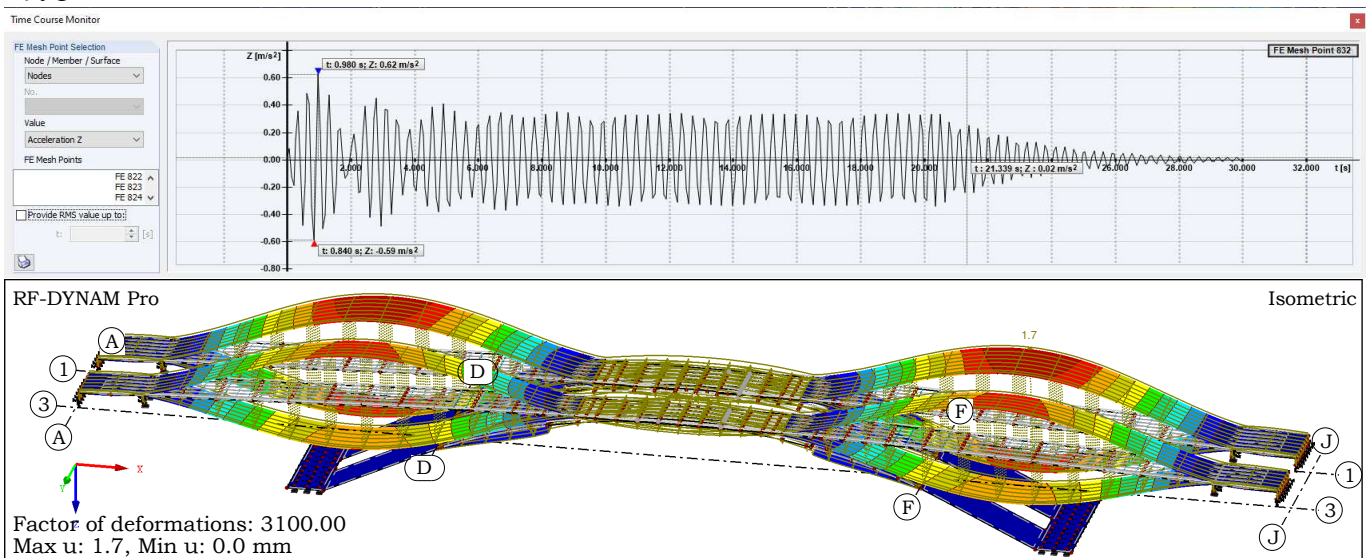 Time Course Monitor
x
FE Mesh Point Selection
Node / Member / Surface
Nodes
No.
Value
Acceleration Z
FE Mesh Points
FE 822
FE 823
FE 824
Provide RMS value up to:
t: [s]
Z [m/s²]
FE Mesh Point 832
t: 0.980 s; Z: 0.62 m/s²
0.60
0.40
0.20
0.00
-0.20
-0.40
-0.60
-0.80
2.000 4.000 6.000 8.000 10.000 12.000 14.000 16.000 18.000 20.000 26.000 28.000 30.000 32.000 t [s]
t : 21.339 s; Z : 0.02 m/s²
t: 0.840 s; Z: -0.59 m/s²
RF-DYNAM Pro
Isometric
1.7
A
1
D
3
F
A
J
D
1
F
3
J
X
Y
Z
Factor of deformations: 3100.00
Max u: 1.7, Min u: 0.0 mm